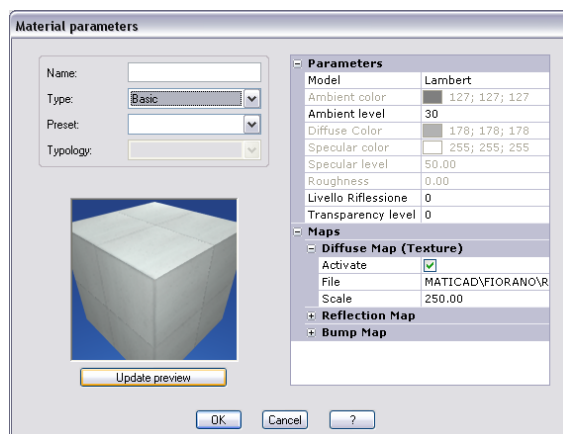 Material parameters
Name:
Type: Basic
Preset:
Typology:
Update preview
Parameters
Model Lambert
Ambient color 127; 127; 127
Ambient level 30
Diffuse Color 178; 178; 178
Specular color 255; 255; 255
Specular level 50.00
Roughness 0.00
Livello Riflessione 0
Transparency level 0
Maps
Diffuse Map (Texture)
Activate
File MATICAD\FIORANO\R
Scale 250.00
Reflection Map
Bump Map
OK Cancel ?